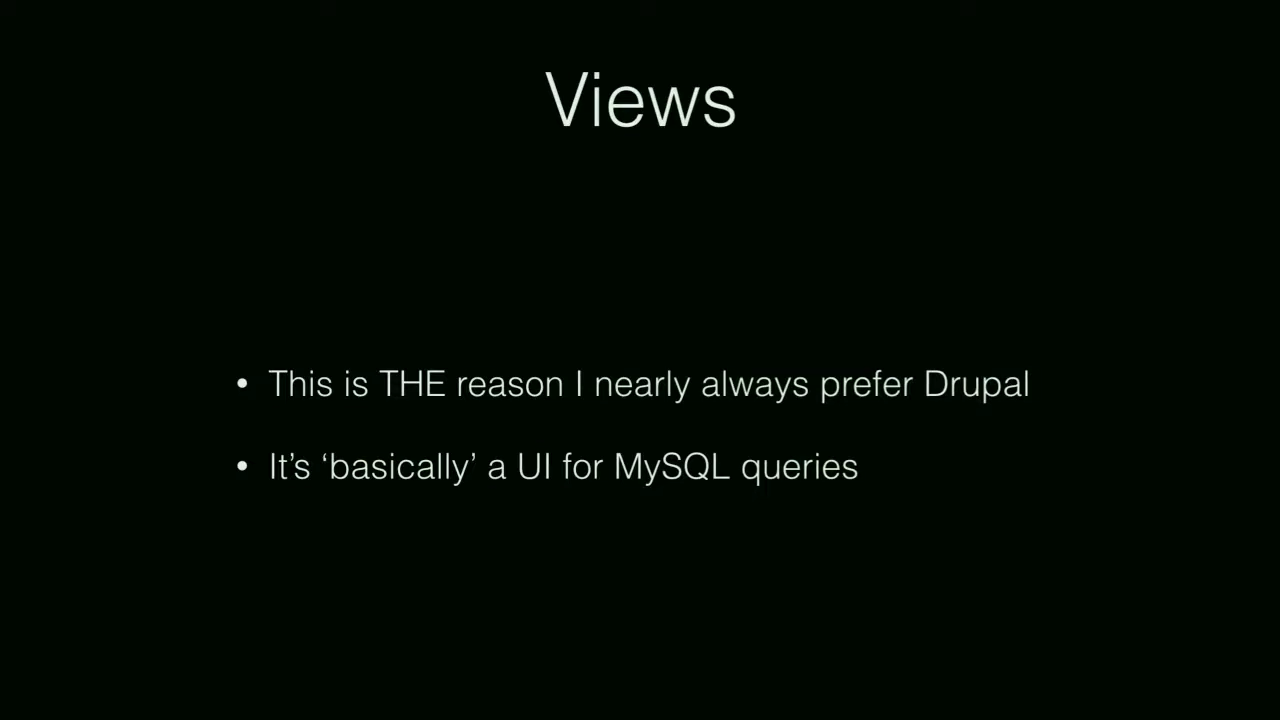 Views
• This is THE reason I nearly always prefer Drupal
• It’s ‘basically’ a UI for MySQL queries